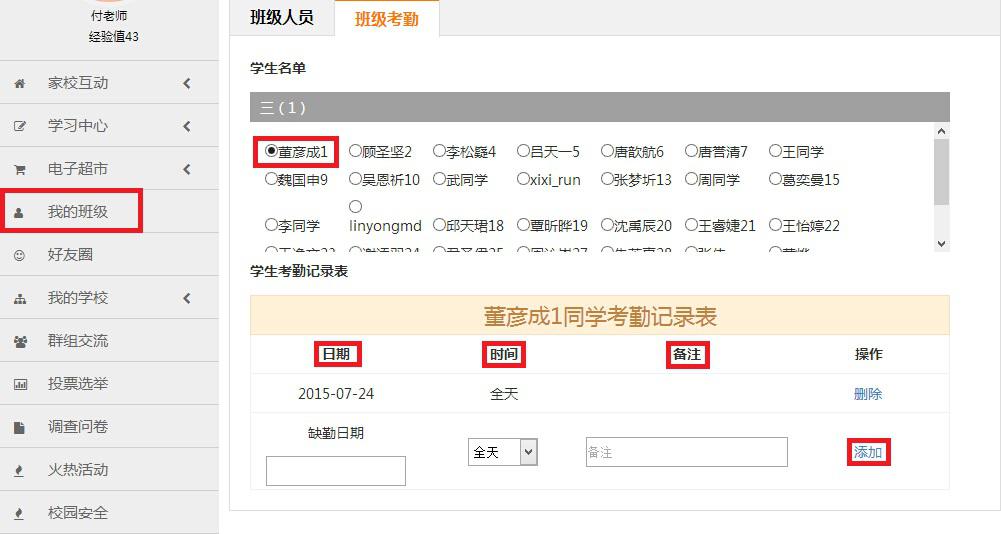 付老师
经验值43
家校互动
学习中心
电子超市
我的班级
好友圈
我的学校
群组交流
投票选举
调查问卷
火热活动
校园安全
班级人员 班级考勤
学生名单
三(1)
董彦成1 顾圣坚2 李松毅4 吕天一5 唐歆航6 唐誉清7 王同学
魏国申9 吴恩祈10 武同学 xixi_run 张梦圻13 周同学 葛奕曼15
李同学 linyongmd 邱天珺18 覃昕晔19 沈禹辰20 王睿婕21 王怡婷22
学生考勤记录表
董彦成1同学考勤记录表
日期 时间 备注 操作
2015-07-24 全天 删除
缺勤日期
全天 备注 添加